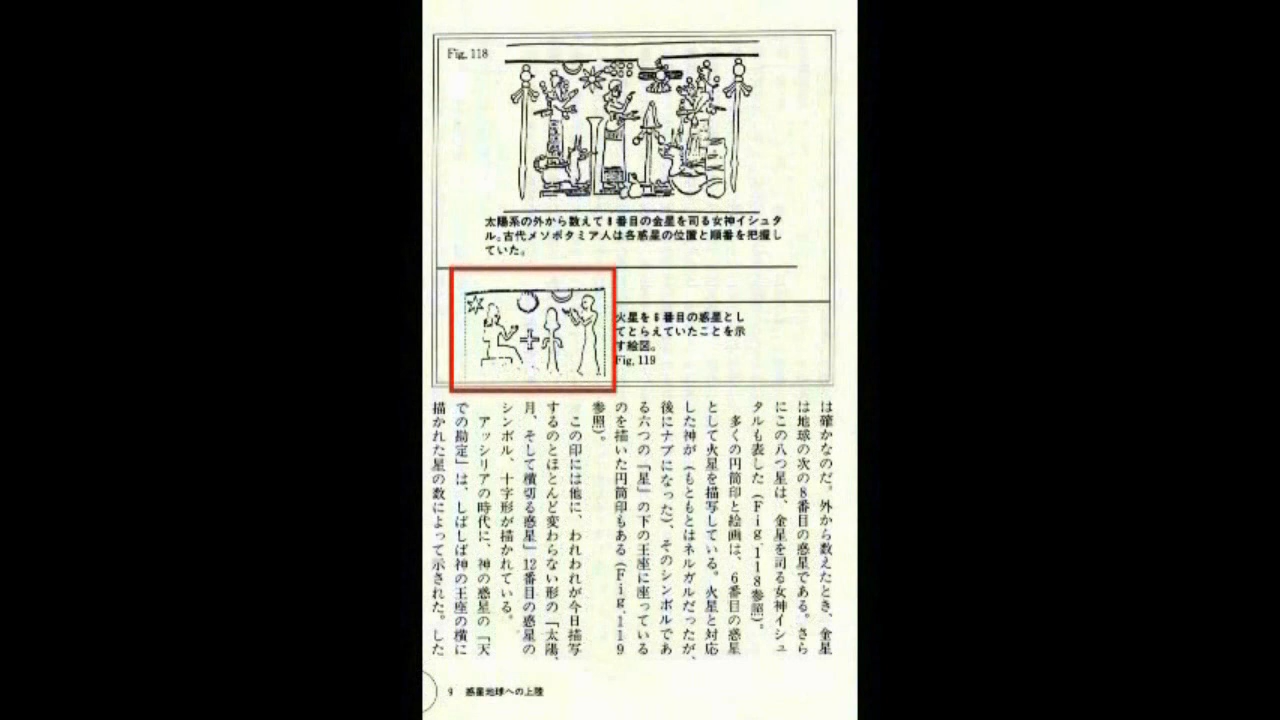 Fig. 118
太陽系の外から数えて8番目の金星を司る女神イシュタ
ル。古代メソポタミア人は各惑星の位置と順番を把握し
ていた。
火星を6番目の惑星とし
てとらえていたことを示
す絵図。
Fig. 119
は確かなのだ。外から数えたとき、金星
は地球の次の8番目の惑星である。さら
にこの八つ星は、金星を司る女神イシュ
タルも表した(Fig.118参照)。
多くの円筒印と絵画は、6番目の惑星
として火星を描写している。火星と対応
した神が(もともとはネルガルだったが、
後にナブになった)、そのシンボルであ
る六つの「星」の下の王座に座っている
のを描いた円筒印もある(Fig.119
参照)。
この印には他に、われわれが今日描写
するのとほとんど変わらない形の「太陽、
月、そして横切る惑星」12番目の惑星の
シンボル、十字形が描かれている。
アッシリアの時代に、神の惑星の「天
での勘定」は、しばしば神の王座の横に
描かれた星の数によって示された。した
9 惑星地球への上陸